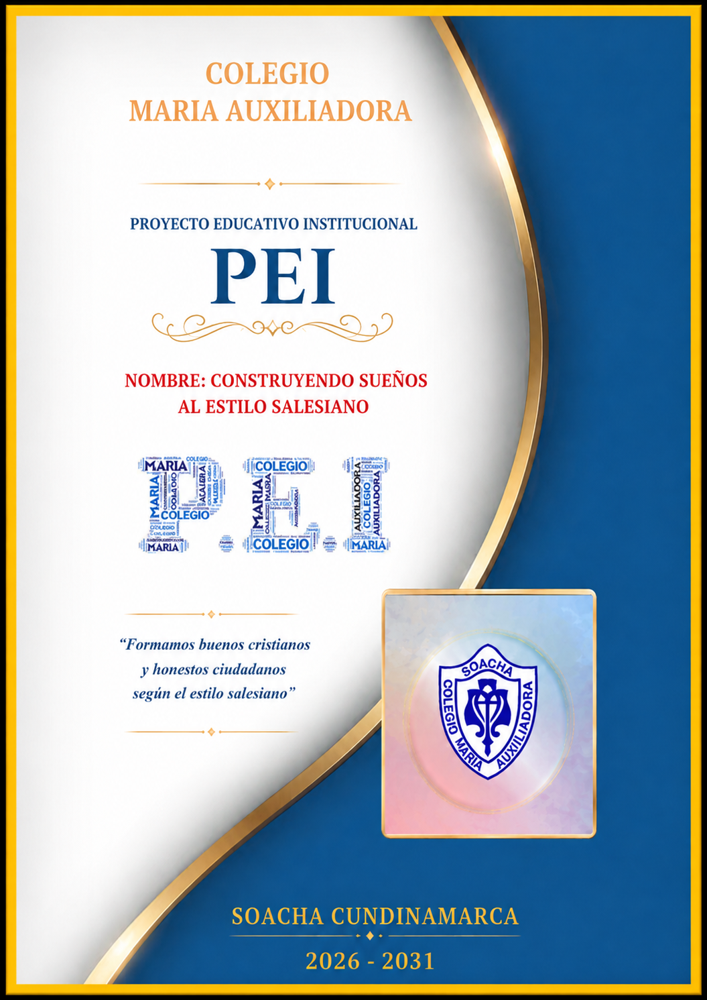 COLEGIO
MARIA AUXILIADORA
PROYECTO EDUCATIVO INSTITUCIONAL
PEI
NOMBRE: CONSTRUYENDO SUEÑOS
AL ESTILO SALESIANO
P.E.I
MARIA
COLEGIO
MARIA
COLEGIO
MARIA
COLEGIO
MARIA
COLEGIO
AUXILIADORA
COLEGIO
AUXILIADORA
MARIA
“Formamos buenos cristianos
y honestos ciudadanos
según el estilo salesiano”
SOACHA
COLEGIO MARIA
AUXILIADORA
SOACHA CUNDINAMARCA
2026 - 2031